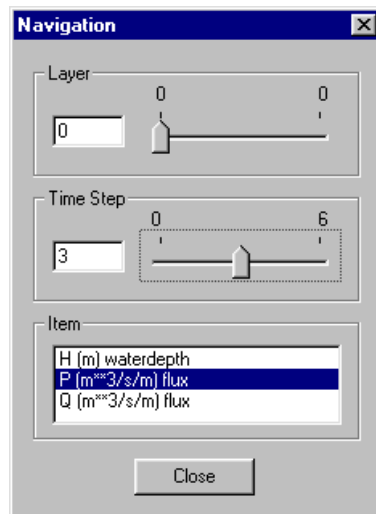 Navigation
Layer
0 0
0
Time Step
0 6
3
Item
H (m) waterdepth
P (m**3/s/m) flux
Q (m**3/s/m) flux
Close